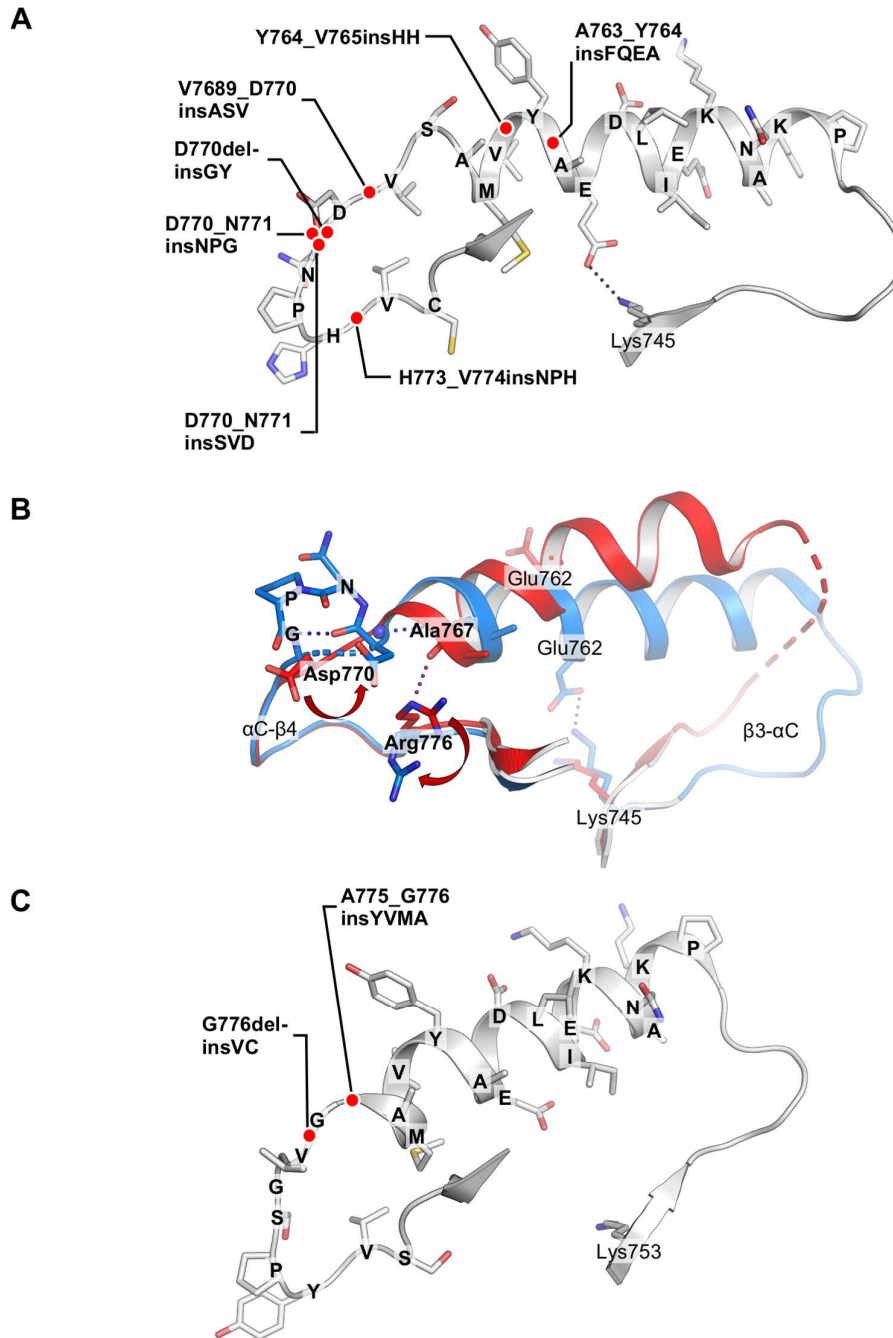 A
Y764_V765insHH
A763_Y764
insFQEA
V7689_D770
insASV
D770del-
insGY
D770_N771
insNPG
D770_N771
insSVD
H773_V774insNPH
D
V
S
A
M
V
Y
A
E
D
L
I
E
K
N
A
K
P
N
P
H
V
C
Lys745
B
P
N
G
Asp770
αC-β4
Ala767
Arg776
Glu762
Glu762
β3-αC
Lys745
C
A775_G776
insYVMA
G776del-
insVC
P
K
K
N
A
D
L
E
I
Y
V
A
E
G
A
M
V
G
S
P
Y
V
S
Lys753